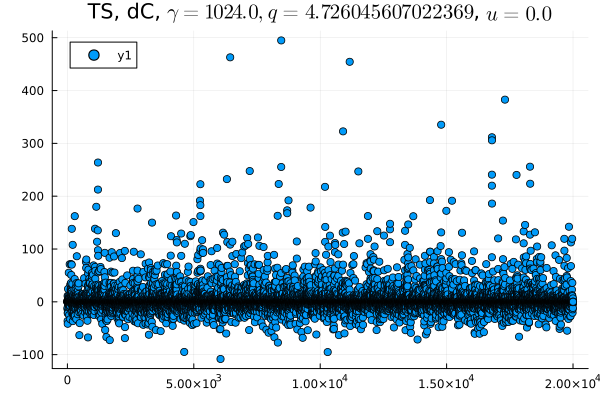 TS, dC, γ = 1024.0, q = 4.726045607022369, u = 0.0
y1
500
400
300
200
100
0
−100
0 5.00×10³ 1.00×10⁴ 1.50×10⁴ 2.00×10⁴